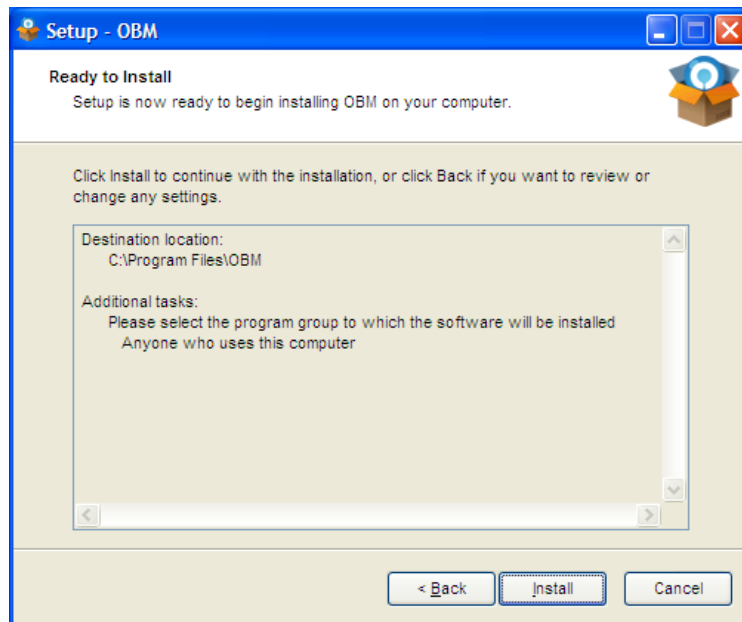 Setup - OBM
Ready to Install
Setup is now ready to begin installing OBM on your computer.
Click Install to continue with the installation, or click Back if you want to review or
change any settings.
Destination location:
C:\Program Files\OBM
Additional tasks:
Please select the program group to which the software will be installed
Anyone who uses this computer
< Back
Install
Cancel